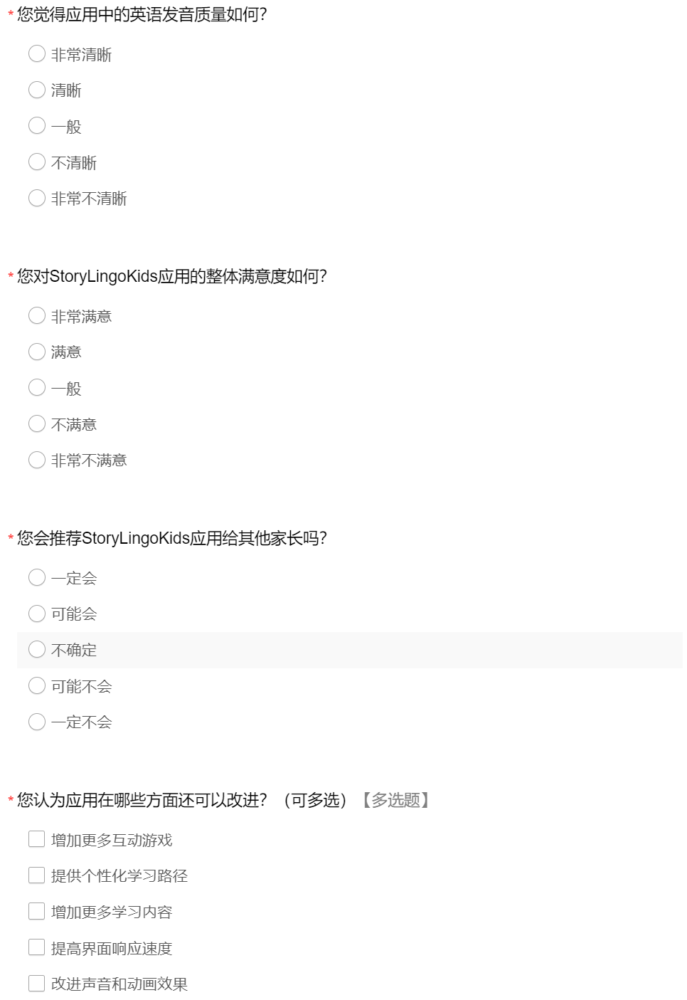 *您觉得应用中的英语发音质量如何?
非常清晰
清晰
一般
不清晰
非常不清晰
*您对StoryLingoKids应用的整体满意度如何?
非常满意
满意
一般
不满意
非常不满意
*您会推荐StoryLingoKids应用给其他家长吗?
一定会
可能会
不确定
可能不会
一定不会
*您认为应用在哪些方面还可以改进?（可多选）【多选题】
增加更多互动游戏
提供个性化学习路径
增加更多学习内容
提高界面响应速度
改进声音和动画效果